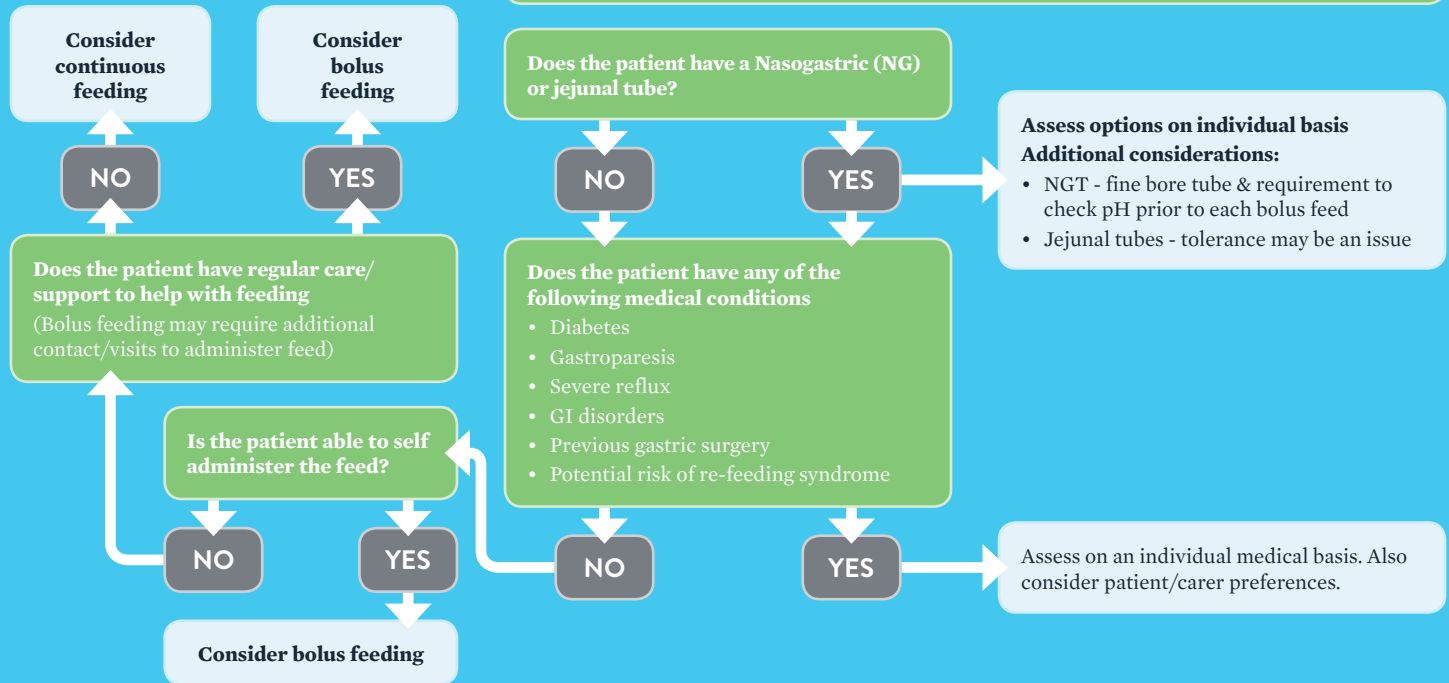 Does the patient have a Nasogastric (NG)
or jejunal tube?
NO
YES
Assess options on individual basis
Additional considerations:
• NGT - fine bore tube & requirement to
check pH prior to each bolus feed
• Jejunal tubes - tolerance may be an issue
Does the patient have any of the
following medical conditions
• Diabetes
• Gastroparesis
• Severe reflux
• GI disorders
• Previous gastric surgery
• Potential risk of re-feeding syndrome
NO
YES
Assess on an individual medical basis. Also
consider patient/carer preferences.
Is the patient able to self
administer the feed?
NO
YES
Consider bolus feeding
Does the patient have regular care/
support to help with feeding
(Bolus feeding may require additional
contact/visits to administer feed)
NO
YES
Consider
continuous
feeding
Consider
bolus
feeding